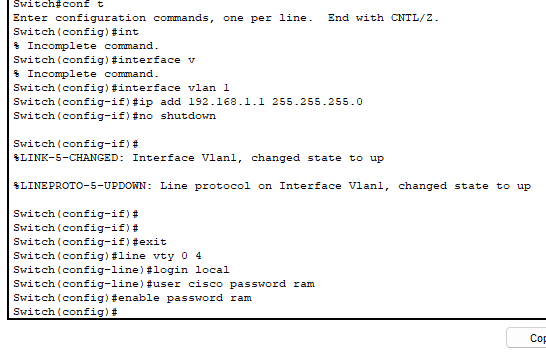 Switch#conf t
Enter configuration commands, one per line.  End with CNTL/Z.
Switch(config)#int
% Incomplete command.
Switch(config)#interface v
% Incomplete command.
Switch(config)#interface vlan 1
Switch(config-if)#ip add 192.168.1.1 255.255.255.0
Switch(config-if)#no shutdown
Switch(config-if)#
%LINK-5-CHANGED: Interface Vlan1, changed state to up
%LINEPROTO-5-UPDOWN: Line protocol on Interface Vlan1, changed state to up
Switch(config-if)#
Switch(config-if)#
Switch(config-if)#exit
Switch(config)#line vty 0 4
Switch(config-line)#login local
Switch(config-line)#user cisco password ram
Switch(config)#enable password ram
Switch(config)#
Cop